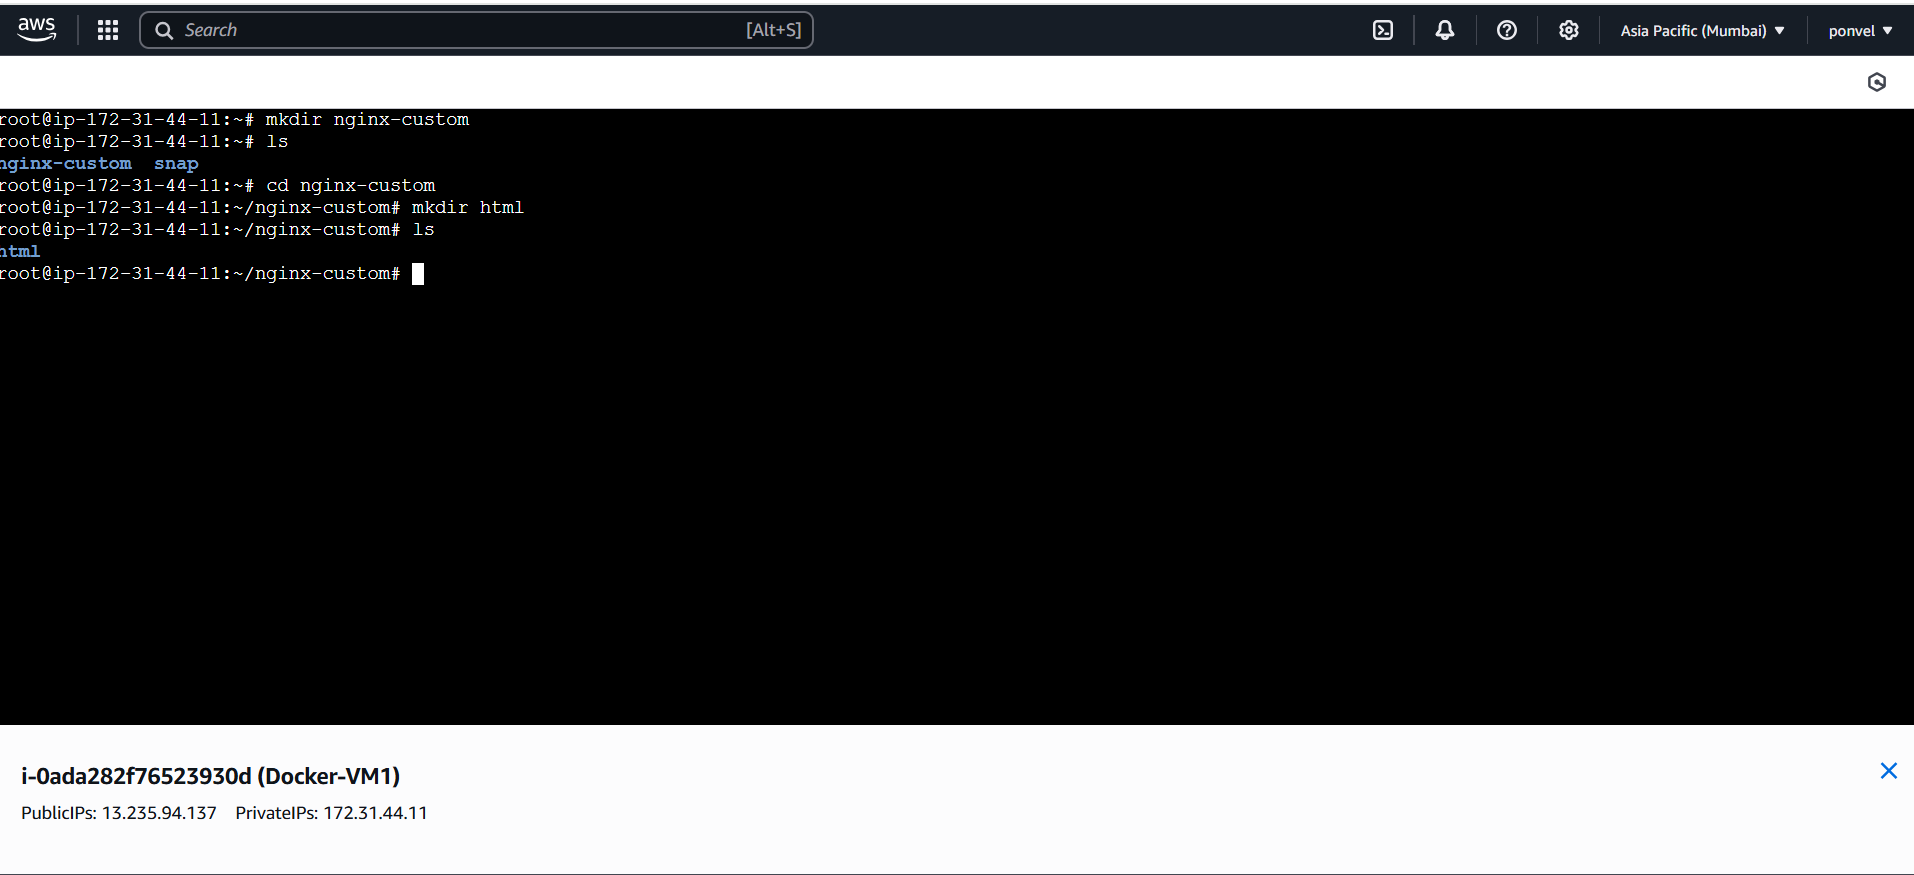 aws
Search [Alt+S]
Asia Pacific (Mumbai)
ponvel
root@ip-172-31-44-11:~# mkdir nginx-custom
root@ip-172-31-44-11:~# ls
nginx-custom  snap
root@ip-172-31-44-11:~# cd nginx-custom
root@ip-172-31-44-11:~/nginx-custom# mkdir html
root@ip-172-31-44-11:~/nginx-custom# ls
html
root@ip-172-31-44-11:~/nginx-custom#
i-0ada282f76523930d (Docker-VM1)
PublicIPs: 13.235.94.137 PrivateIPs: 172.31.44.11